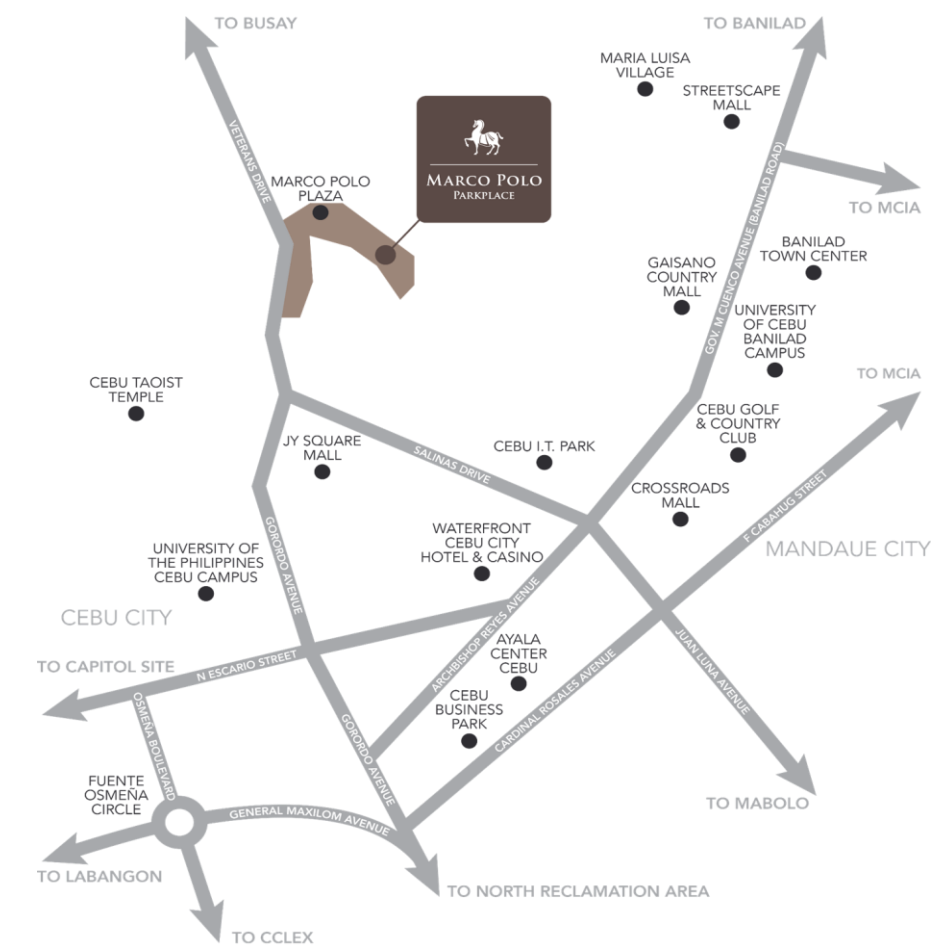 TO BUSAY
TO BANILAD
MARIA LUISA
VILLAGE
STREETSCAPE
MALL
VETERANS DRIVE
MARCO POLO
PLAZA
MARCO POLO
PARKPLACE
GOV. M CUENCO AVENUE (BANILAD ROAD)
TO MCIA
BANILAD
TOWN CENTER
GAISANO
COUNTRY
MALL
UNIVERSITY
OF CEBU
BANILAD
CAMPUS
TO MCIA
CEBU TAOIST
TEMPLE
CEBU GOLF
& COUNTRY
CLUB
JY SQUARE
MALL
SALINAS DRIVE
CEBU I.T. PARK
CROSSROADS
MALL
F CABAHUG STREET
MANDAUE CITY
WATERFRONT
CEBU CITY
HOTEL & CASINO
UNIVERSITY OF
THE PHILIPPINES
CEBU CAMPUS
GORORDO AVENUE
CEBU CITY
ARCHBISHOP REYES AVENUE
AYALA
CENTER
CEBU
JUAN LUNA AVENUE
TO CAPITOL SITE
N ESCARIO STREET
CEBU
BUSINESS
PARK
CARDINAL ROSALES AVENUE
OSMEÑA BOULEVARD
GORORDO AVENUE
FUENTE
OSMEÑA
CIRCLE
GENERAL MAXILOM AVENUE
TO MABOLO
TO LABANGON
TO NORTH RECLAMATION AREA
TO CCLEX